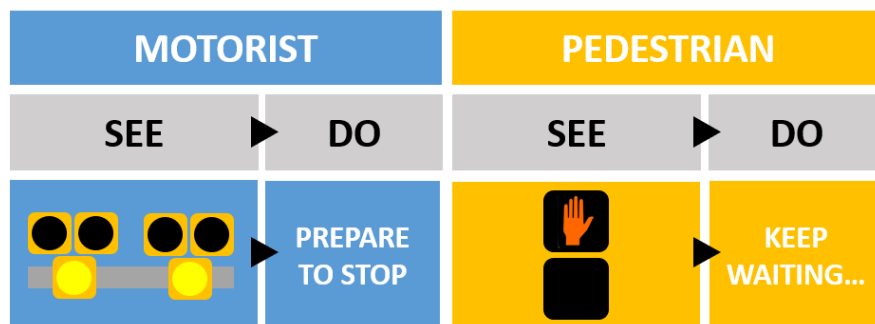 MOTORIST
PEDESTRIAN
SEE
DO
SEE
DO
PREPARE
TO STOP
KEEP
WAITING...